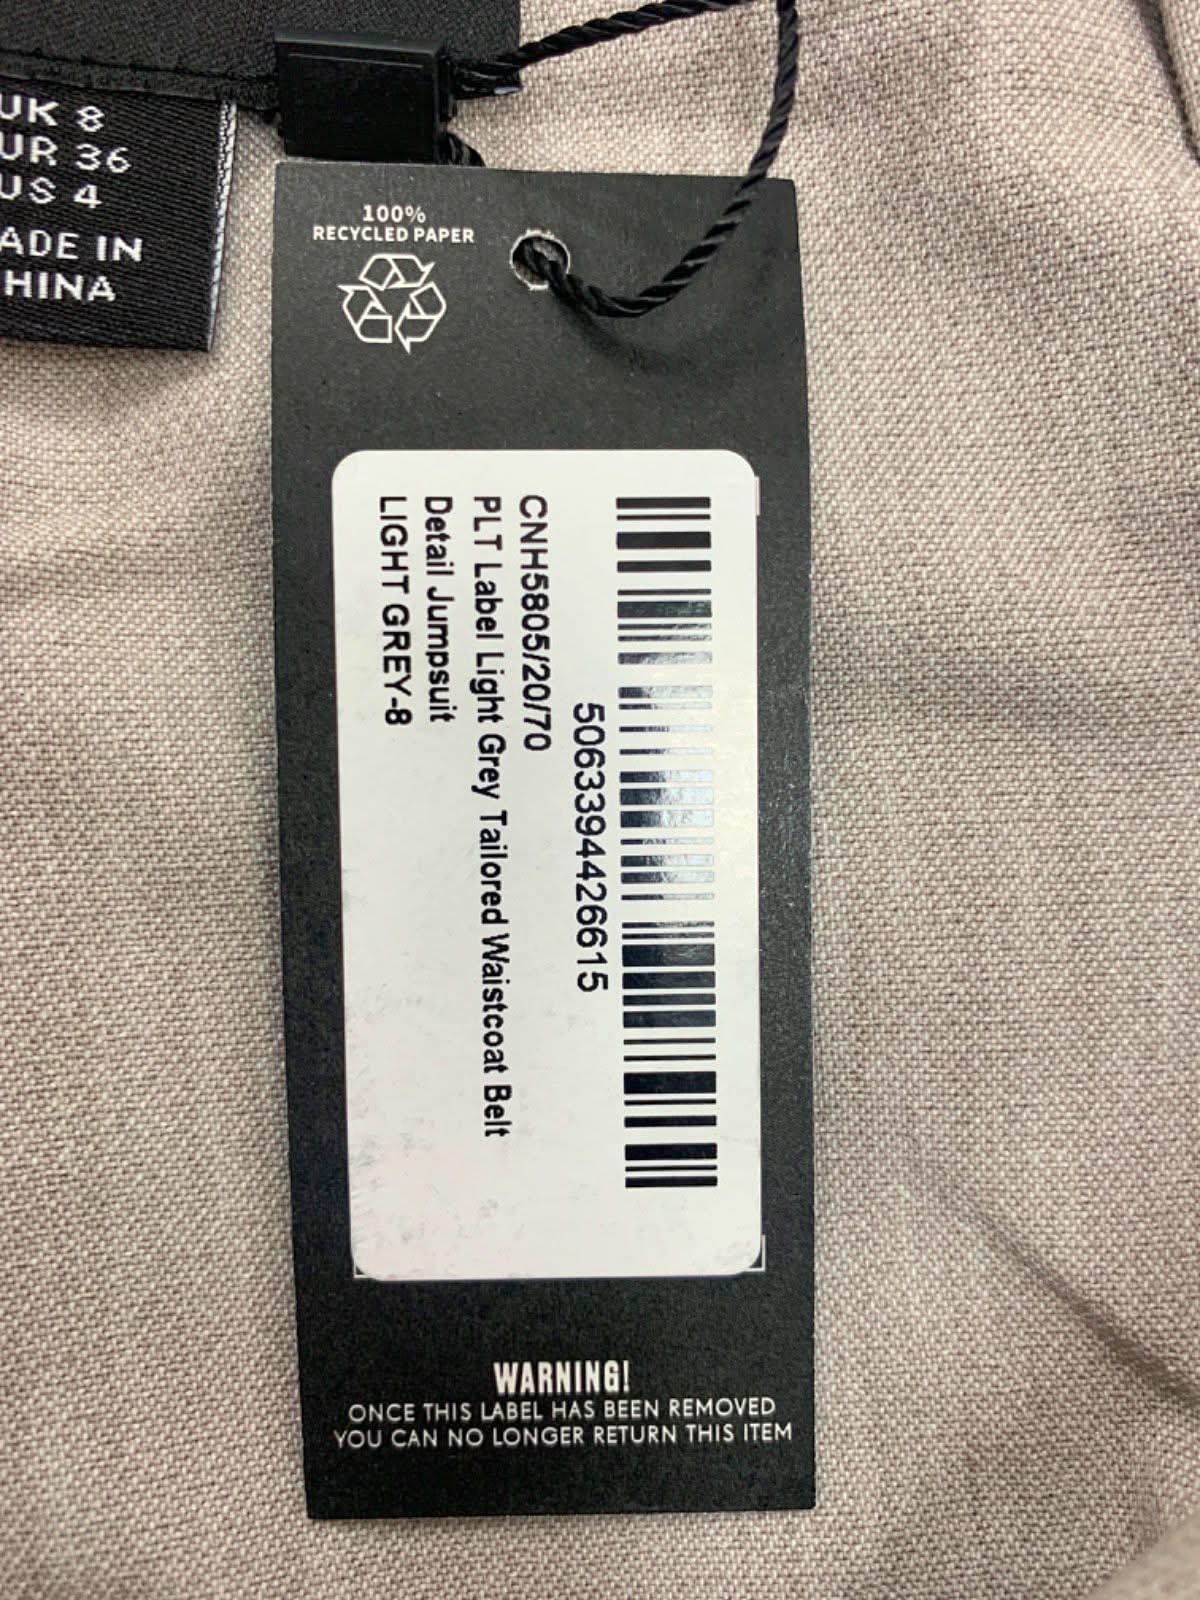 UK 8
UR 36
US 4
ADE IN
HINA
100%
RECYCLED PAPER
5063394426615
CNH5805/20/70
PLT Label Light Grey Tailored Waistcoat Belt
Detail Jumpsuit
LIGHT GREY-8
WARNING!
ONCE THIS LABEL HAS BEEN REMOVED
YOU CAN NO LONGER RETURN THIS ITEM